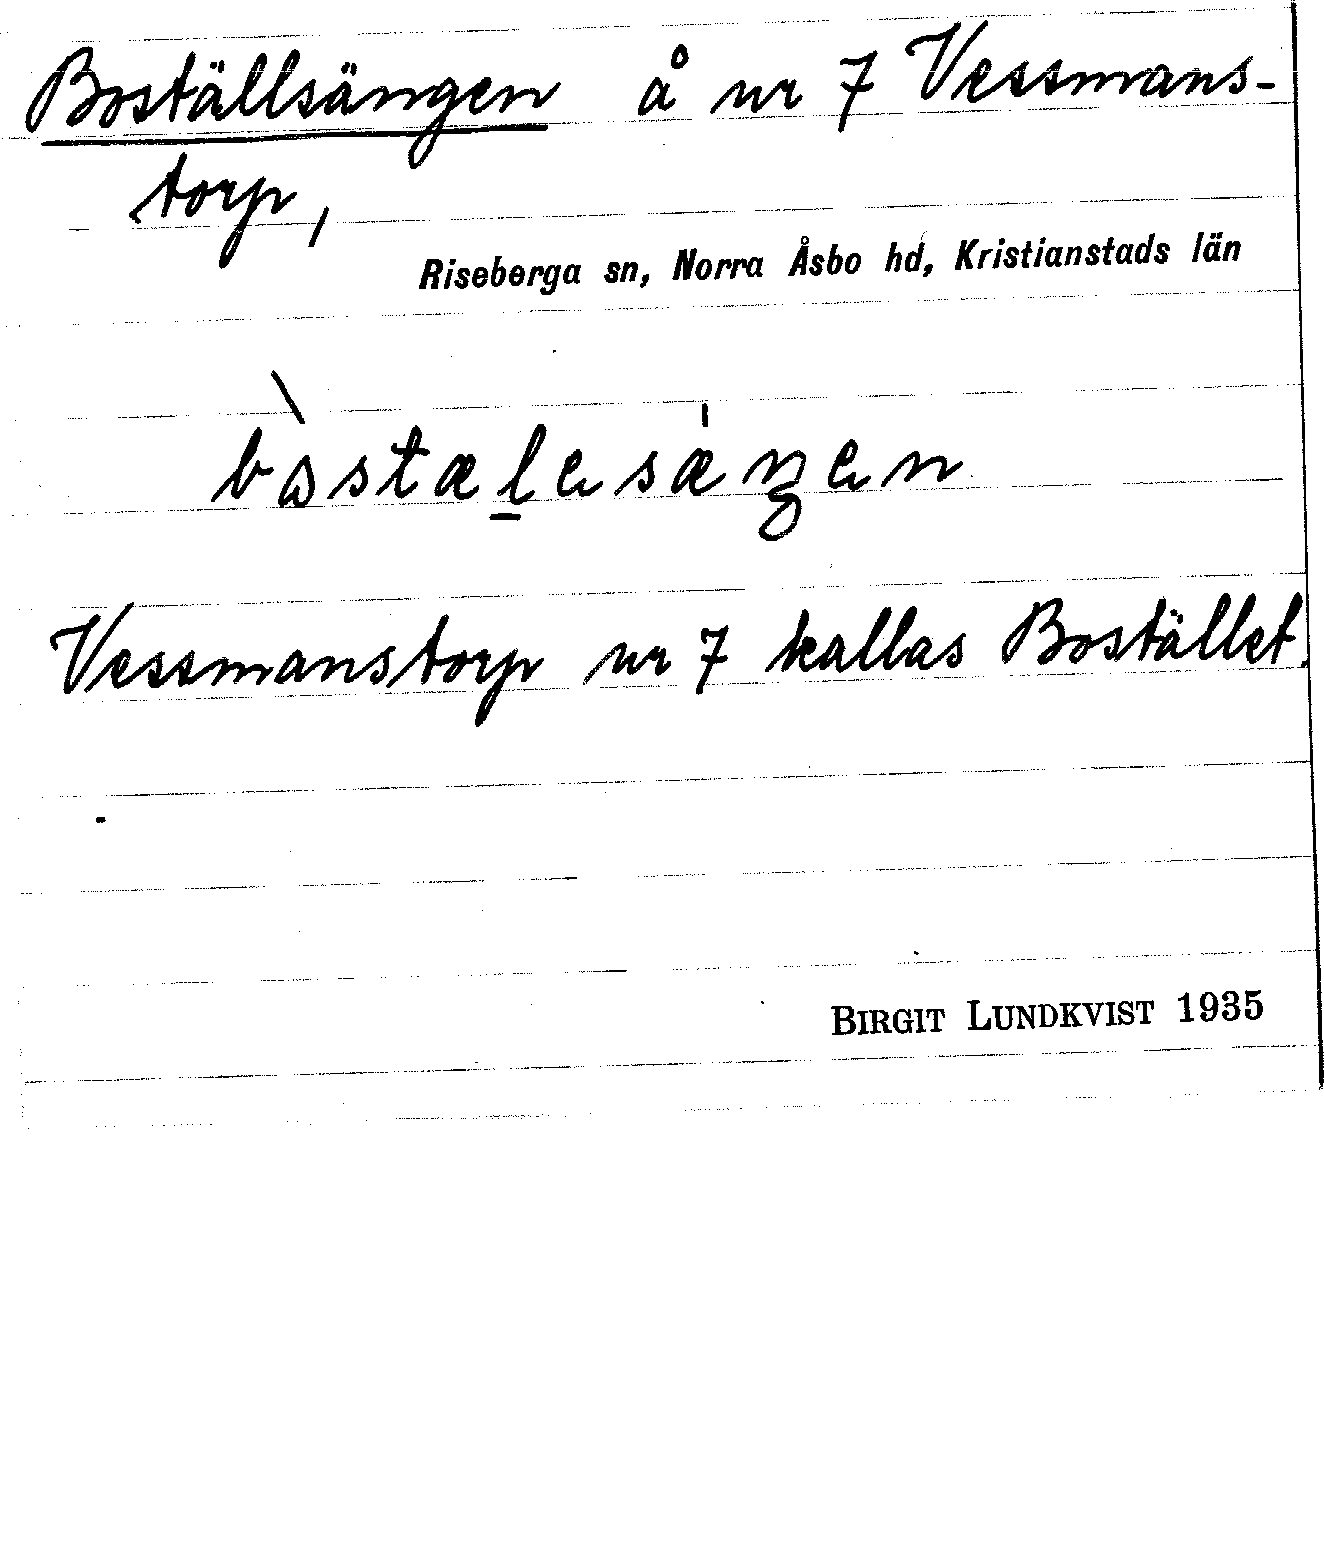 Boställsängen å nr 7 Vessmans-
torp,
Riseberga sn, Norra Åsbo hd, Kristianstads län
bòstælesǽŋen
Vessmanstorp nr 7 kallas Bostället.
BIRGIT LUNDKVIST 1935